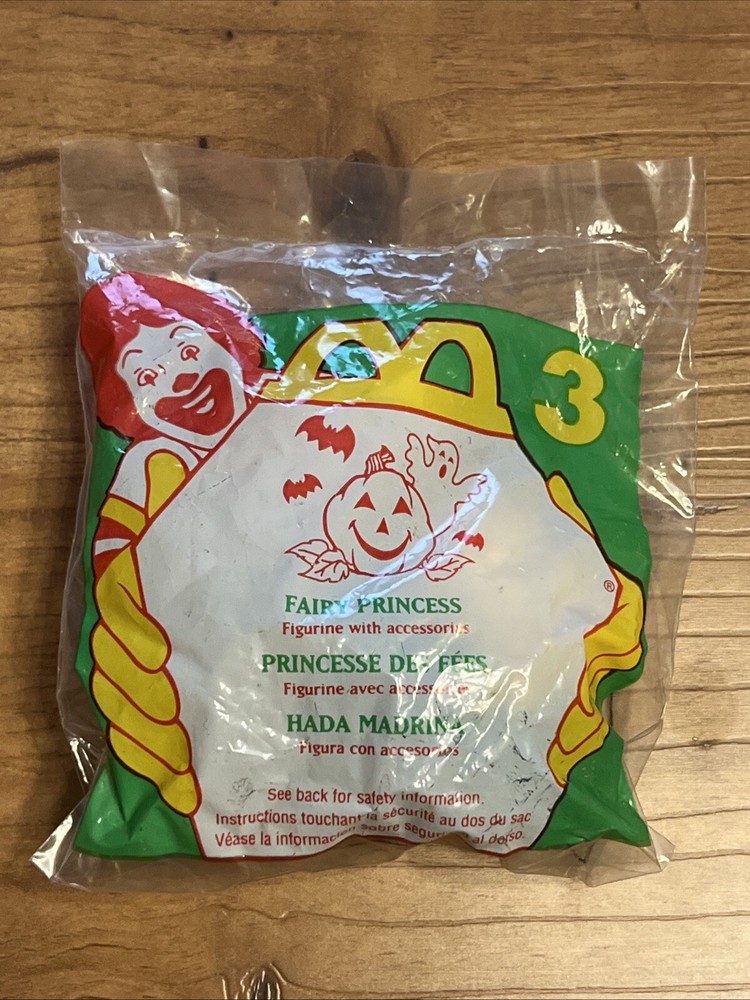 3
®
FAIRY PRINCESS
Figurine with accessories
PRINCESSE DES FÉES
Figurine avec accessoires
HADA MADRINA
Figura con accesorios
See back for safety information.
Instructions touchant la sécurité au dos du sac
Véase la información sobre seguridad al dorso.